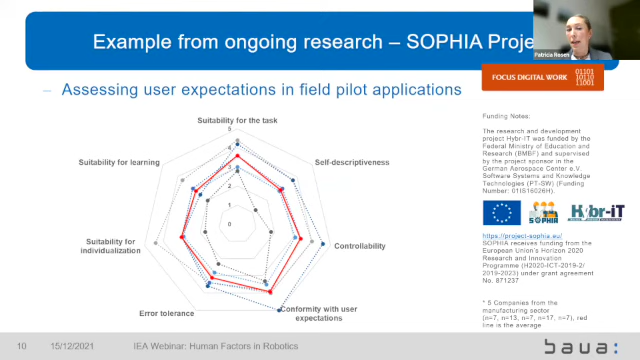 Example from ongoing research – SOPHIA Proje
Patricia Rosen
– Assessing user expectations in field pilot applications
FOCUS DIGITAL WORK
01101
10110
11001
Suitability for the task
5
4
3
2
1
0
Self-descriptiveness
Controllability
Conformity with user
expectations
Error tolerance
Suitability for
individualization
Suitability for learning
Funding Notes:
The research and development
project Hybr-iT was funded by the
Federal Ministry of Education and
Research (BMBF) and supervised
by the project sponsor in the
German Aerospace Center e.V.
Software Systems and Knowledge
Technologies (PT-SW) (Funding
Number: 01IS16026H).
SOPHIA
Hybr-iT
https://project-sophia.eu/
SOPHIA receives funding from the
European Union's Horizon 2020
Research and Innovation
Programme (H2020-ICT-2019-2/
2019-2023) under grant agreement
No. 871237
* 5 Companies from the
manufacturing sector
(n=7, n=13, n=7, n=17, n=7), red
line is the average.
10
15/12/2021
IEA Webinar: Human Factors in Robotics
baua: